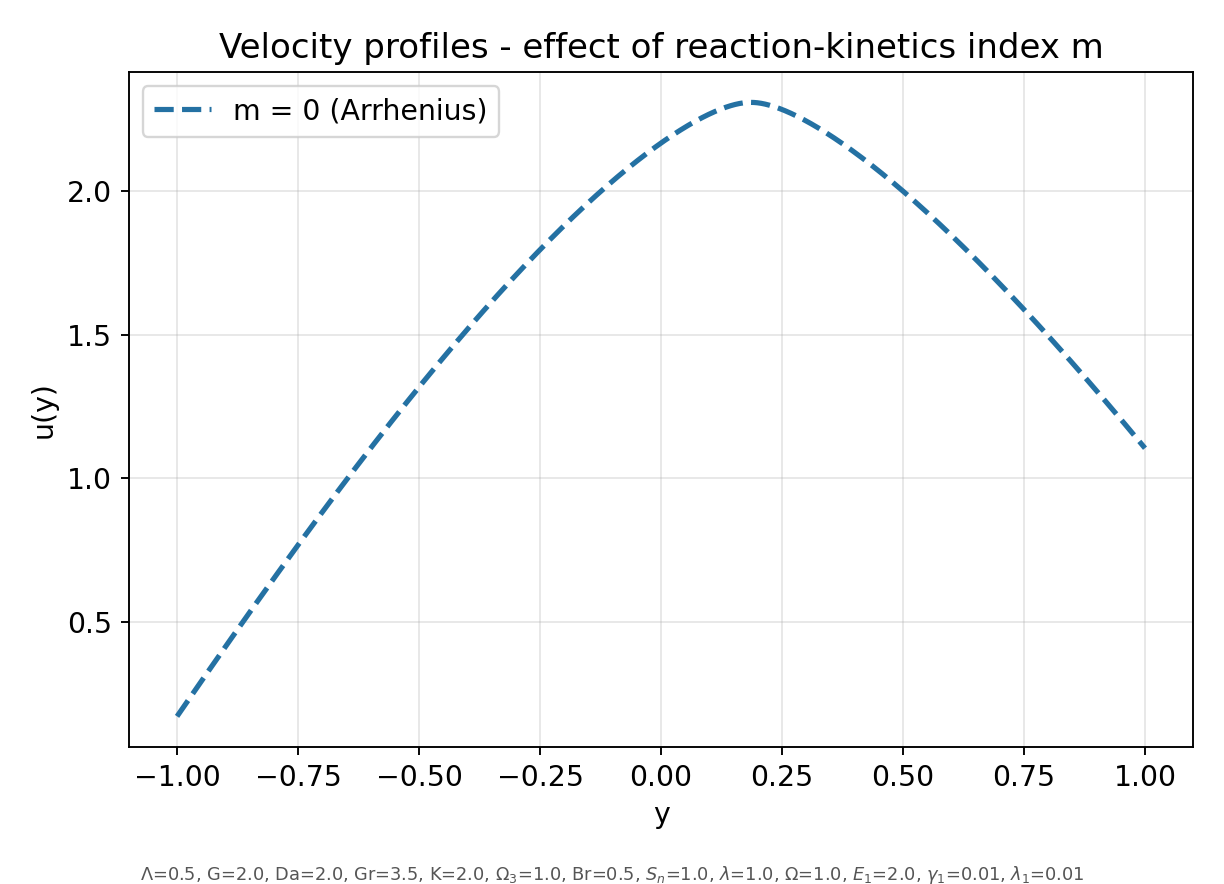 Velocity profiles - effect of reaction-kinetics index m
m = 0 (Arrhenius)
2.0
1.5
1.0
0.5
u(y)
−1.00 −0.75 −0.50 −0.25 0.00 0.25 0.50 0.75 1.00
y
Λ=0.5, G=2.0, Da=2.0, Gr=3.5, K=2.0, Ω₃=1.0, Br=0.5, Sₙ=1.0, λ=1.0, Ω=1.0, E₁=2.0, γ₁=0.01, λ₁=0.01